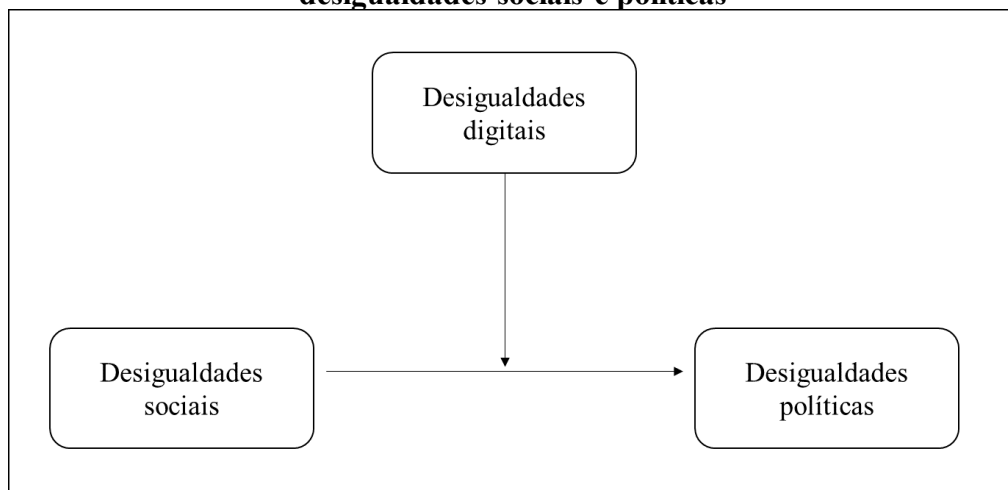 desigualdades sociais e políticas
Desigualdades
digitais
Desigualdades
sociais
Desigualdades
políticas